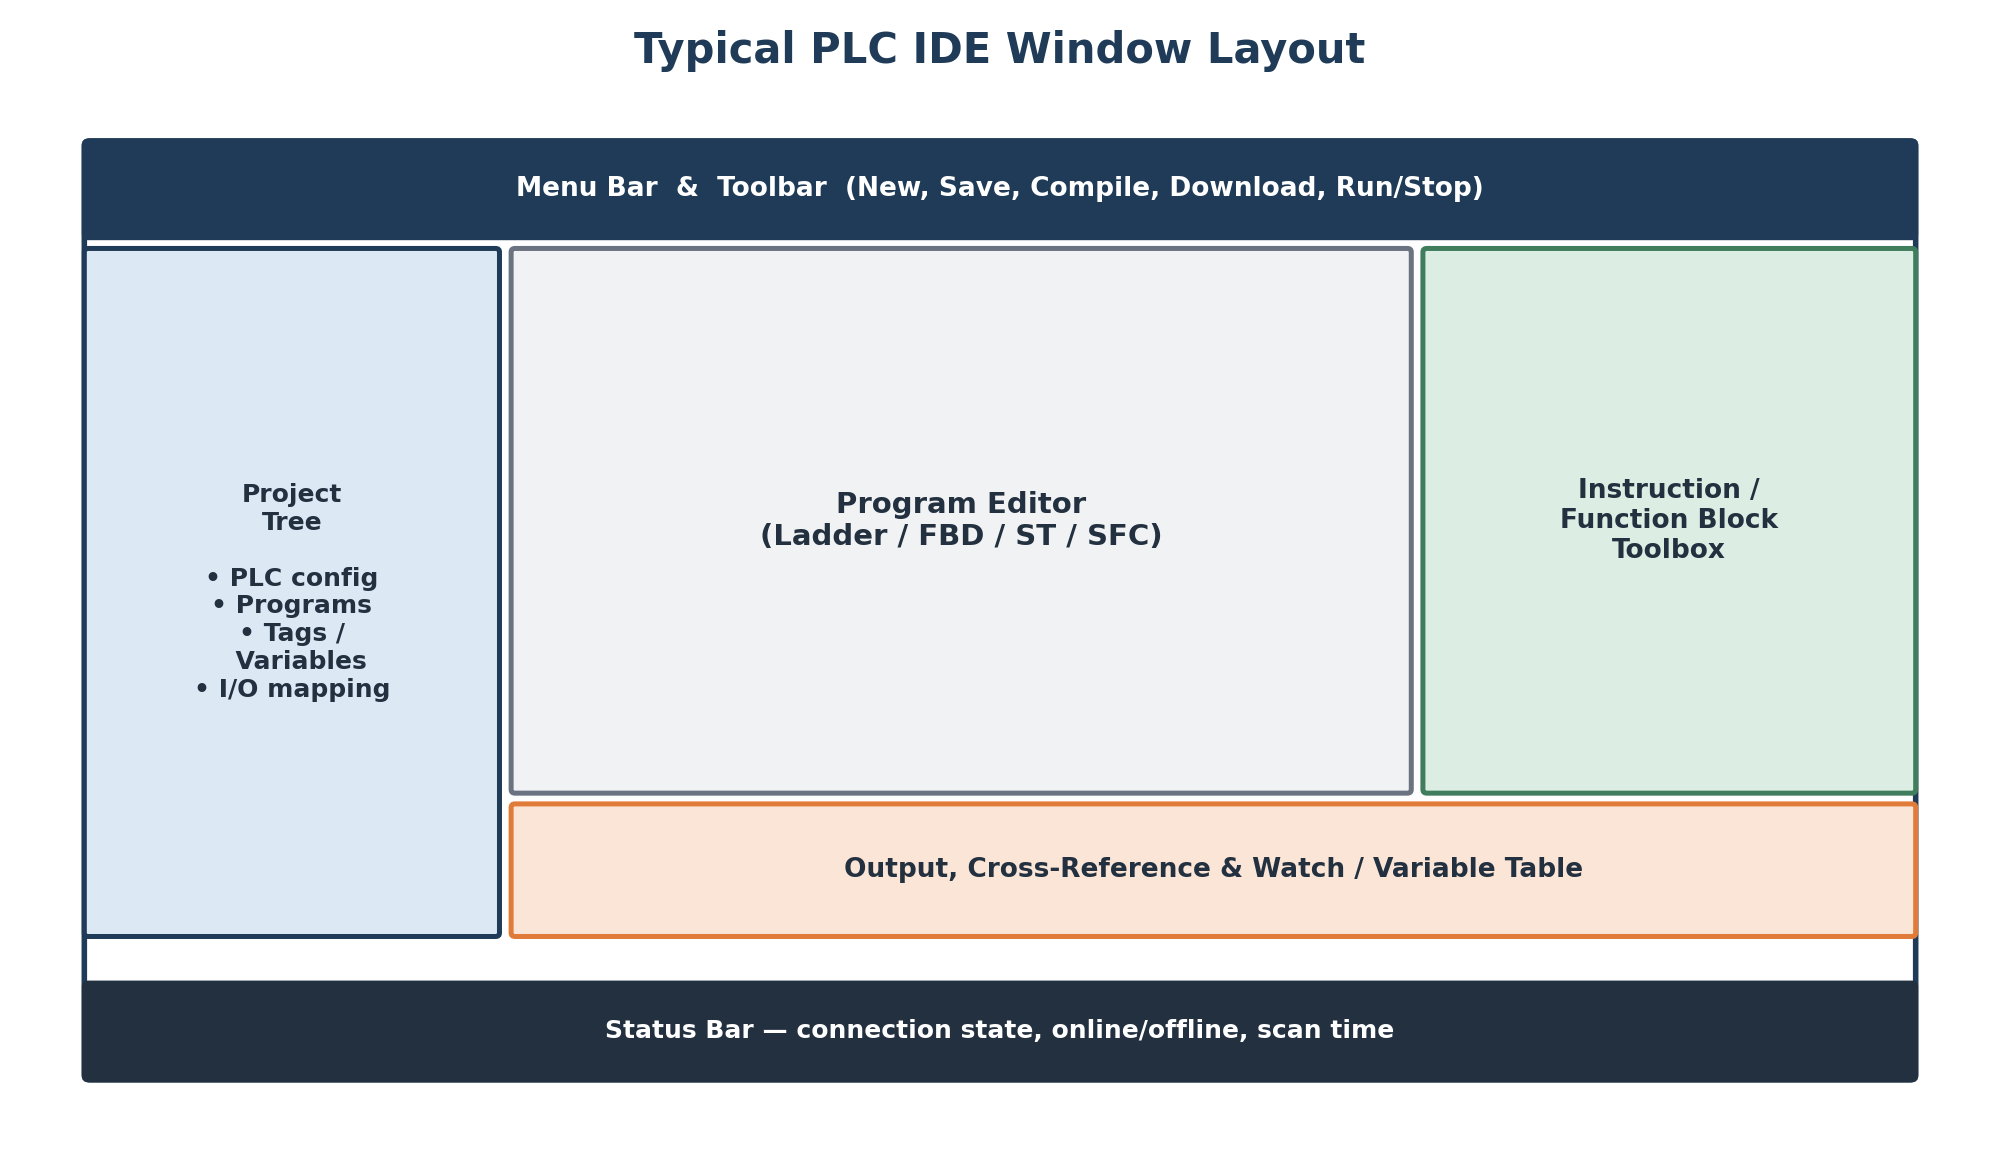 Typical PLC IDE Window Layout
Menu Bar & Toolbar (New, Save, Compile, Download, Run/Stop)
Project
Tree
• PLC config
• Programs
• Tags /
Variables
• I/O mapping
Program Editor
(Ladder / FBD / ST / SFC)
Instruction /
Function Block
Toolbox
Output, Cross-Reference & Watch / Variable Table
Status Bar — connection state, online/offline, scan time